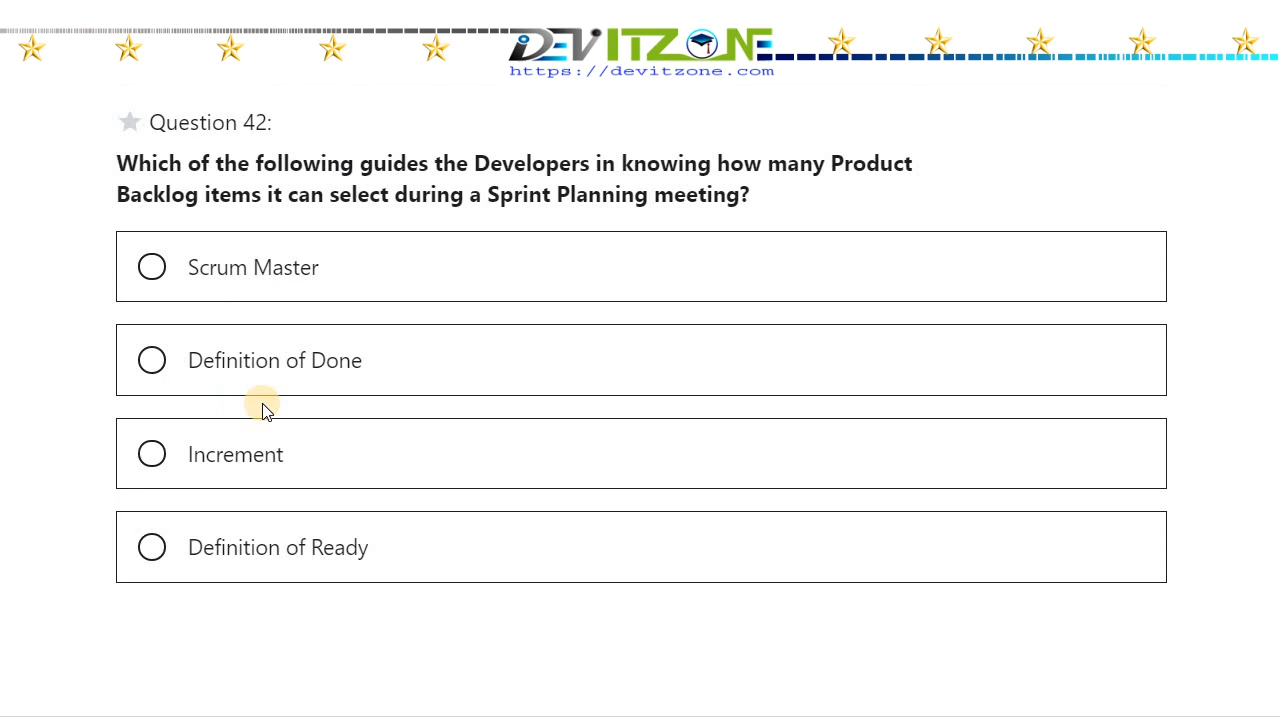 DEVITZONE
https://devitzone.com
Question 42:
Which of the following guides the Developers in knowing how many Product
Backlog items it can select during a Sprint Planning meeting?
Scrum Master
Definition of Done
Increment
Definition of Ready